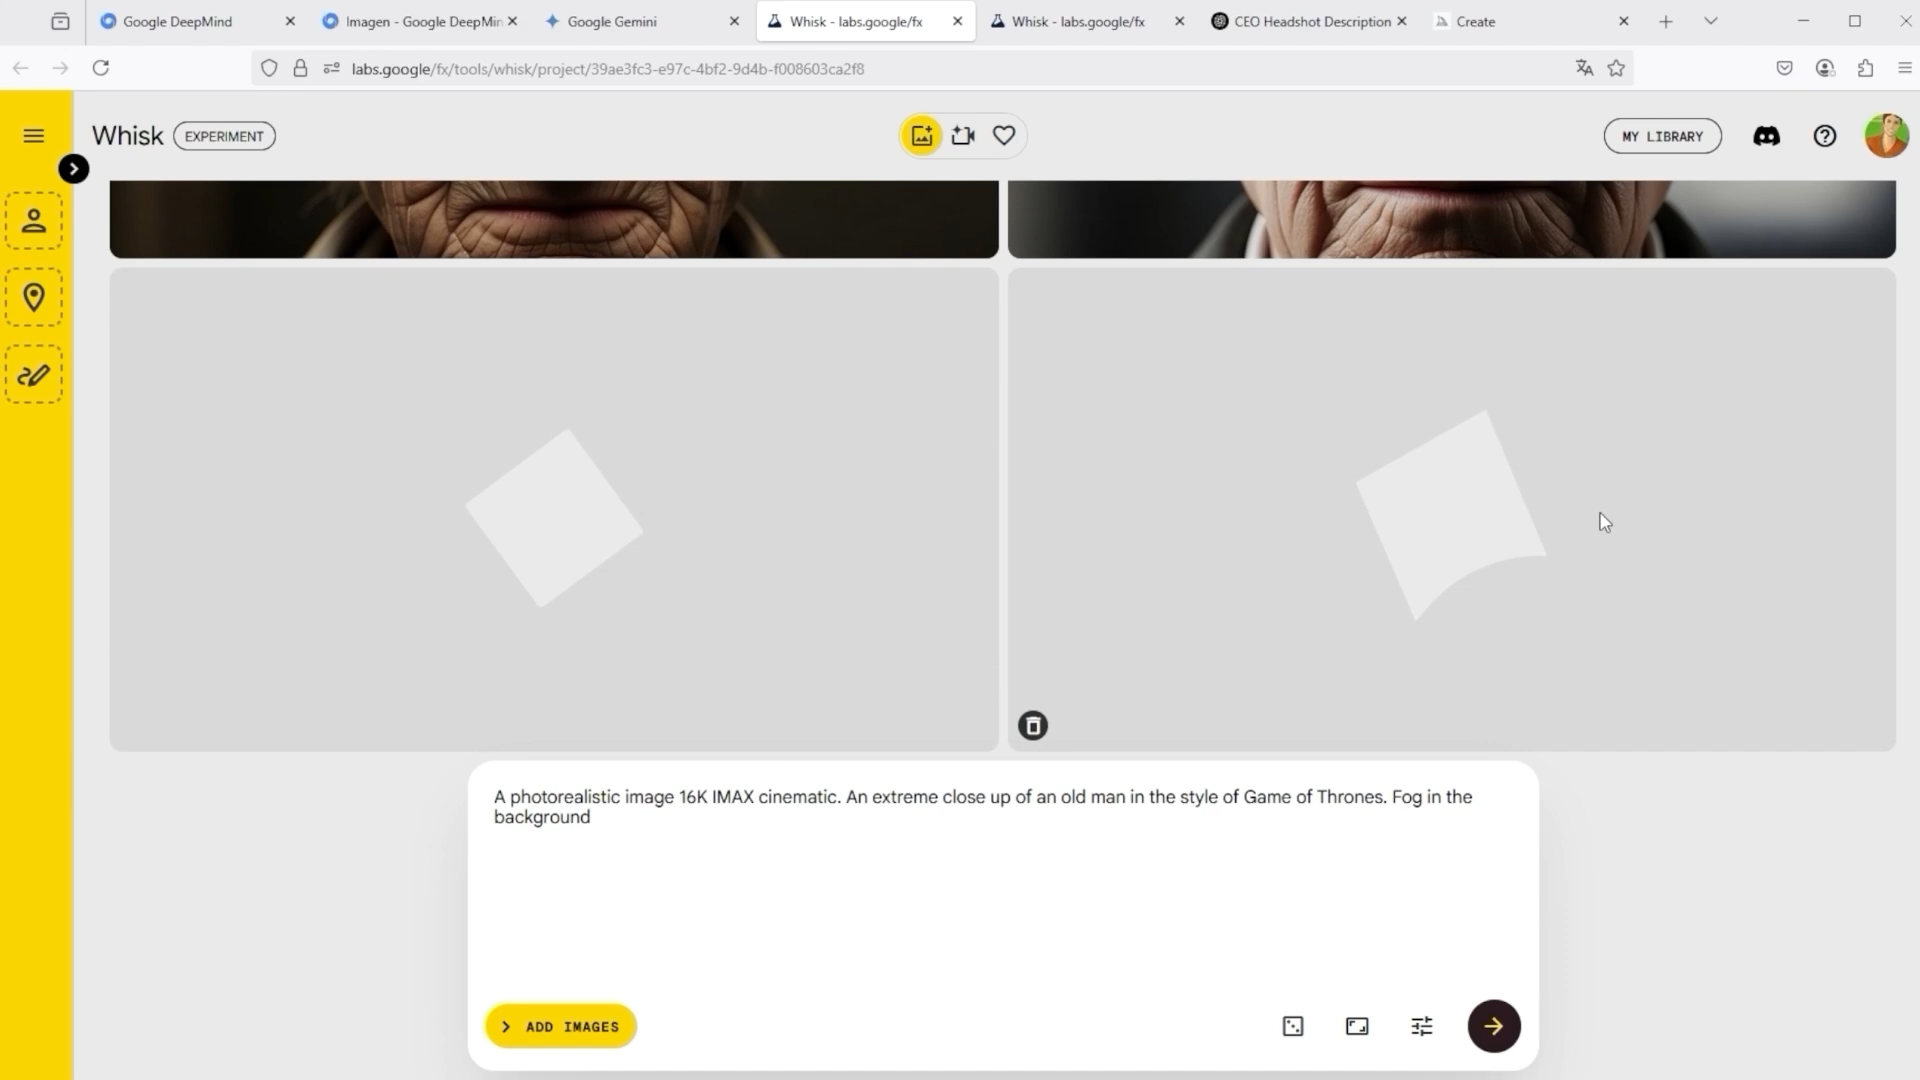 Google DeepMind
Imagen - Google DeepMin
Google Gemini
Whisk - labs.google/fx
Whisk - labs.google/fx
CEO Headshot Description
Create
labs.google/fx/tools/whisk/project/39ae3fc3-e97c-4bf2-9d4b-f008603ca2f8
Whisk
EXPERIMENT
MY LIBRARY
A photorealistic image 16K IMAX cinematic. An extreme close up of an old man in the style of Game of Thrones. Fog in the
background
ADD IMAGES